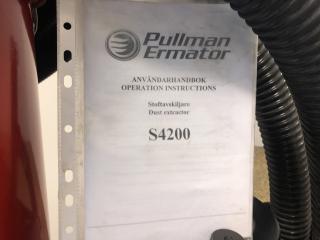 Pullman
Ermator
ANVÄNDARHANDBOK
OPERATION INSTRUCTIONS
Stoftavskiljare
Dust extractor
S4200